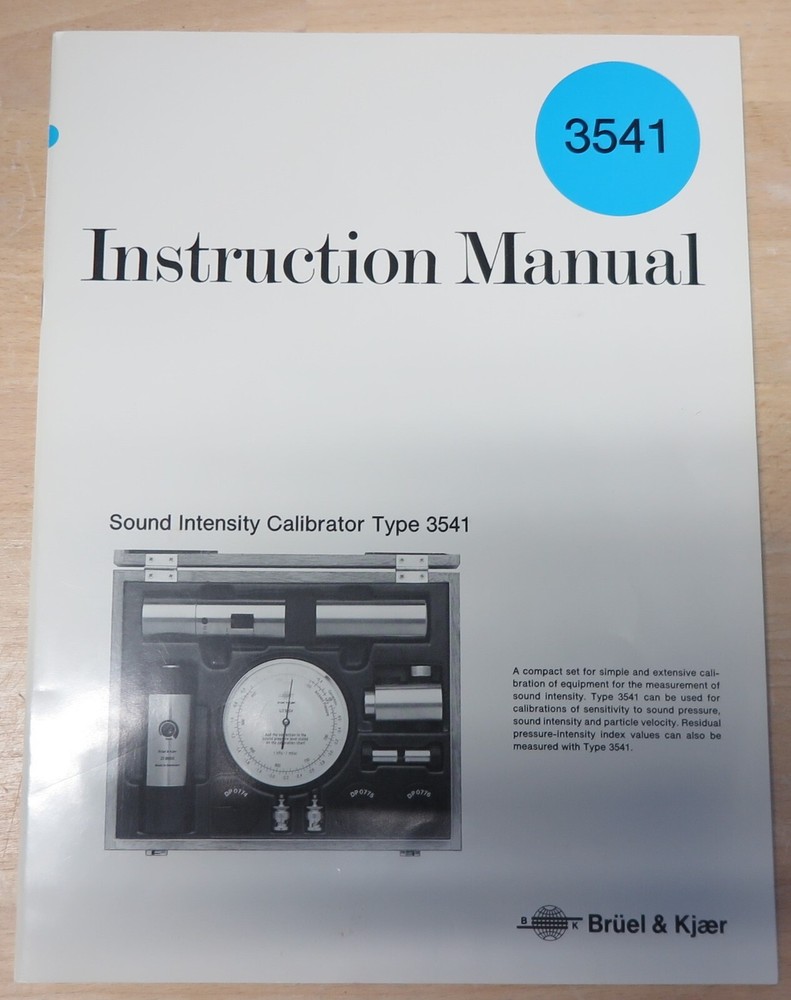 3541
Instruction Manual
Sound Intensity Calibrator Type 3541
A compact set for simple and extensive cali-
bration of equipment for the measurement of
sound intensity. Type 3541 can be used for
calibrations of sensitivity to sound pressure,
sound intensity and particle velocity. Residual
pressure-intensity index values can also be
measured with Type 3541.
DP 0774
DP 0775
DP 0776
B K Brüel & Kjær